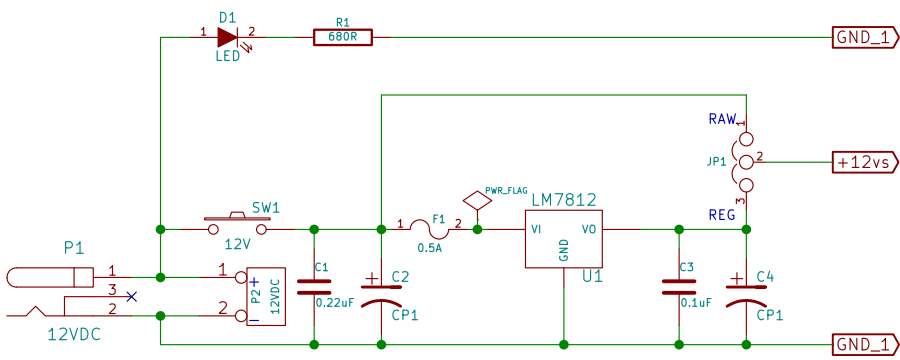 D1
1 2
LED
R1
680R
GND_1
RAW
1
JP1
2
+12vs
3
REG
SW1
12V
PWR_FLAG
1 F1 2
0.5A
LM7812
VI VO
GND
U1
P1
1
3
2
12VDC
1
2
+
P2
12VDC
-
C1
0.22uF
+
C2
CP1
C3
0.1uF
+
C4
CP1
GND_1